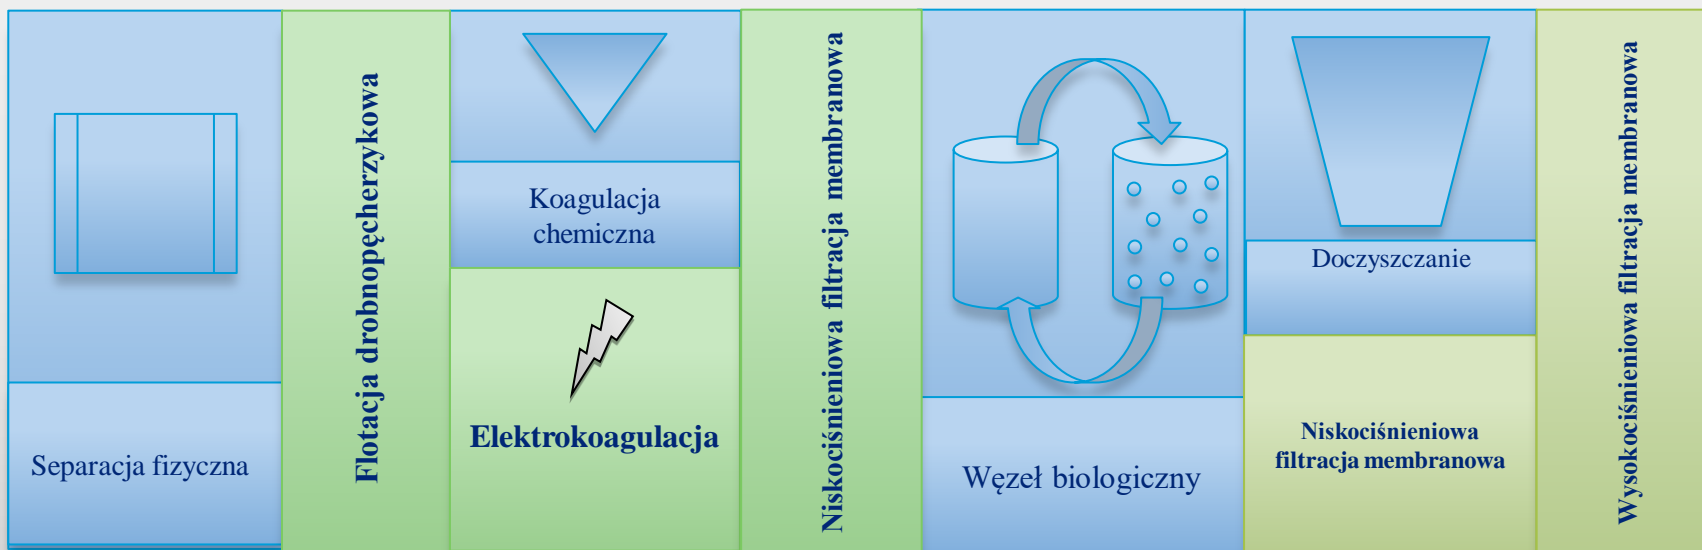 Separacja fizyczna
Flotacja drobnopęcherzykowa
Koagulacja
chemiczna
Elektrokoagulacja
Niskociśnieniowa filtracja membranowa
Węzeł biologiczny
Doczyszczanie
Niskociśnieniowa
filtracja membranowa
Wysokociśnieniowa filtracja membranowa